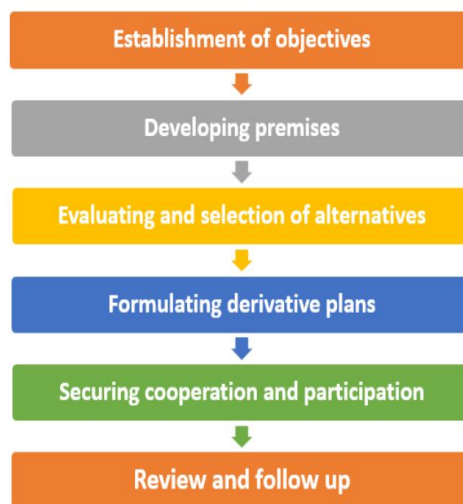 Establishment of objectives
Developing premises
Evaluating and selection of alternatives
Formulating derivative plans
Securing cooperation and participation
Review and follow up